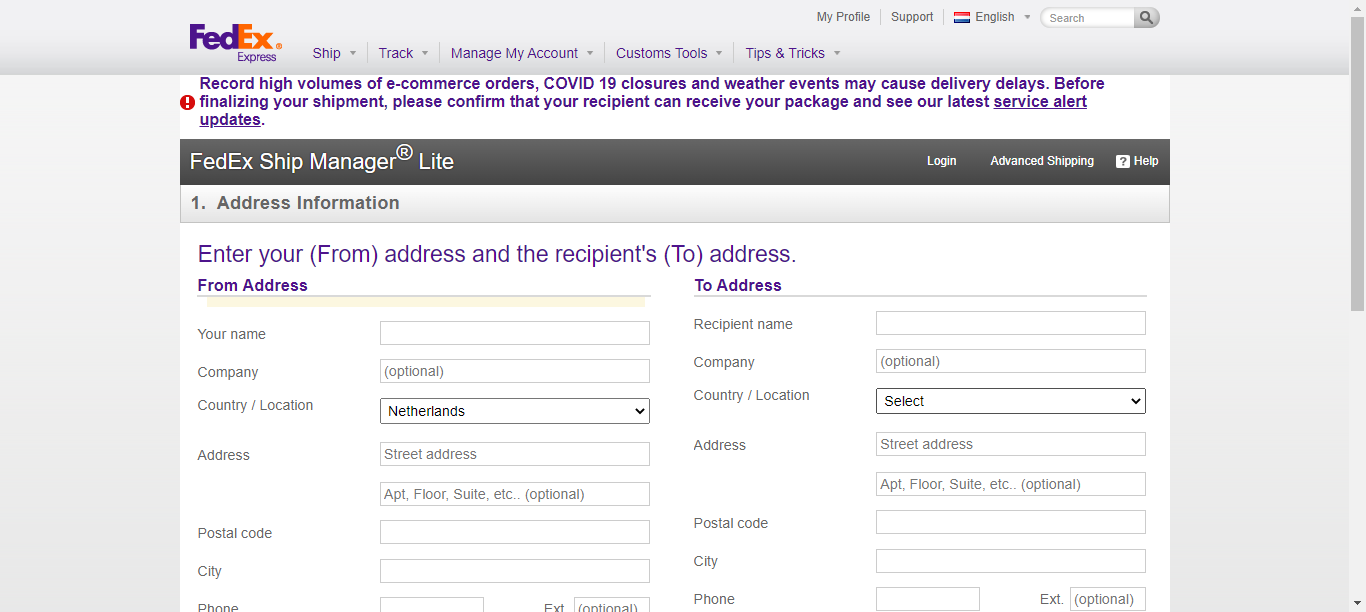 My Profile Support English Search
FedEx® Express
Ship Track Manage My Account Customs Tools Tips & Tricks
Record high volumes of e-commerce orders, COVID 19 closures and weather events may cause delivery delays. Before
finalizing your shipment, please confirm that your recipient can receive your package and see our latest service alert
updates.
FedEx Ship Manager® Lite
Login Advanced Shipping ? Help
1. Address Information
Enter your (From) address and the recipient's (To) address.
From Address
Your name
Company (optional)
Country / Location Netherlands
Address Street address
Apt, Floor, Suite, etc.. (optional)
Postal code
City
Phone Ext. (optional)
To Address
Recipient name
Company (optional)
Country / Location Select
Address Street address
Apt, Floor, Suite, etc.. (optional)
Postal code
City
Phone Ext. (optional)